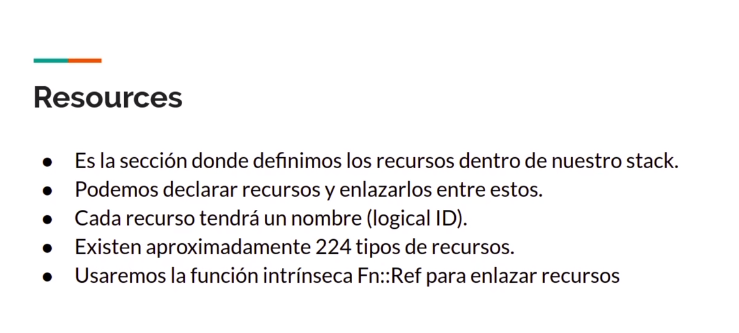 Resources
● Es la sección donde definimos los recursos dentro de nuestro stack.
● Podemos declarar recursos y enlazarlos entre estos.
● Cada recurso tendrá un nombre (logical ID).
● Existen aproximadamente 224 tipos de recursos.
● Usaremos la función intrínseca Fn::Ref para enlazar recursos